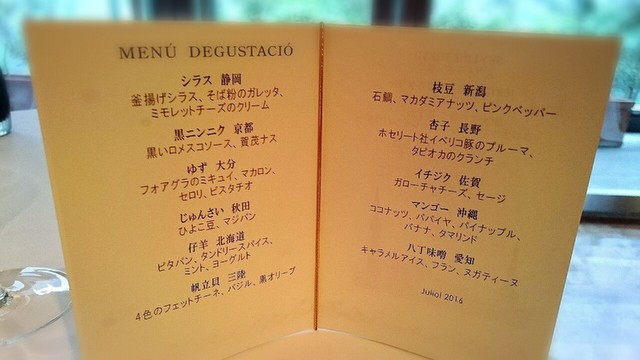 MENÚ DEGUSTACIÓ
シラス 静岡
釜揚げシラス、そば粉のガレッタ、
ミモレットチーズのクリーム
黒ニンニク 京都
黒いロメスコソース、賀茂ナス
ゆず 大分
フォアグラのミキュイ、マカロン、
セロリ、ピスタチオ
じゅんさい 秋田
ひよこ豆、マジパン
仔羊 北海道
ピタパン、タンドリースパイス、
ミント、ヨーグルト
帆立貝 三陸
4色のフェットチーネ、バジル、黒オリーブ
枝豆 新潟
石鯛、マカダミアナッツ、ピンクペッパー
杏子 長野
ホセリート社イベリコ豚のプルーマ、
タピオカのクランチ
イチジク 佐賀
ガローチャチーズ、セージ
マンゴー 沖縄
ココナッツ、パパイヤ、パイナップル、
バナナ、タマリンド
八丁味噌 愛知
キャラメルアイス、フラン、スガティーヌ
Juliol 2016